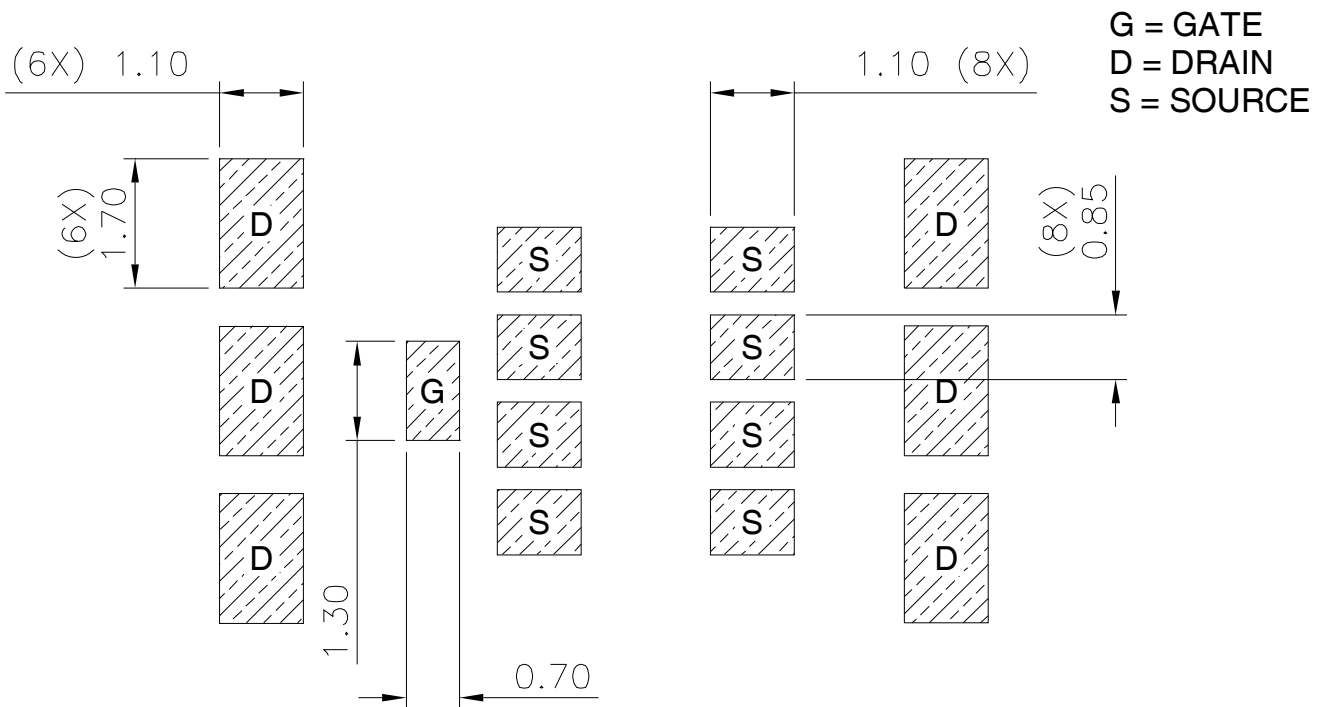 G = GATE
D = DRAIN
S = SOURCE
(6X) 1.10
1.10 (8X)
(6X)
1.70
(8X)
0.85
D
D
S
S
S
S
D
G
D
S
S
S
S
D
D
1.30
0.70